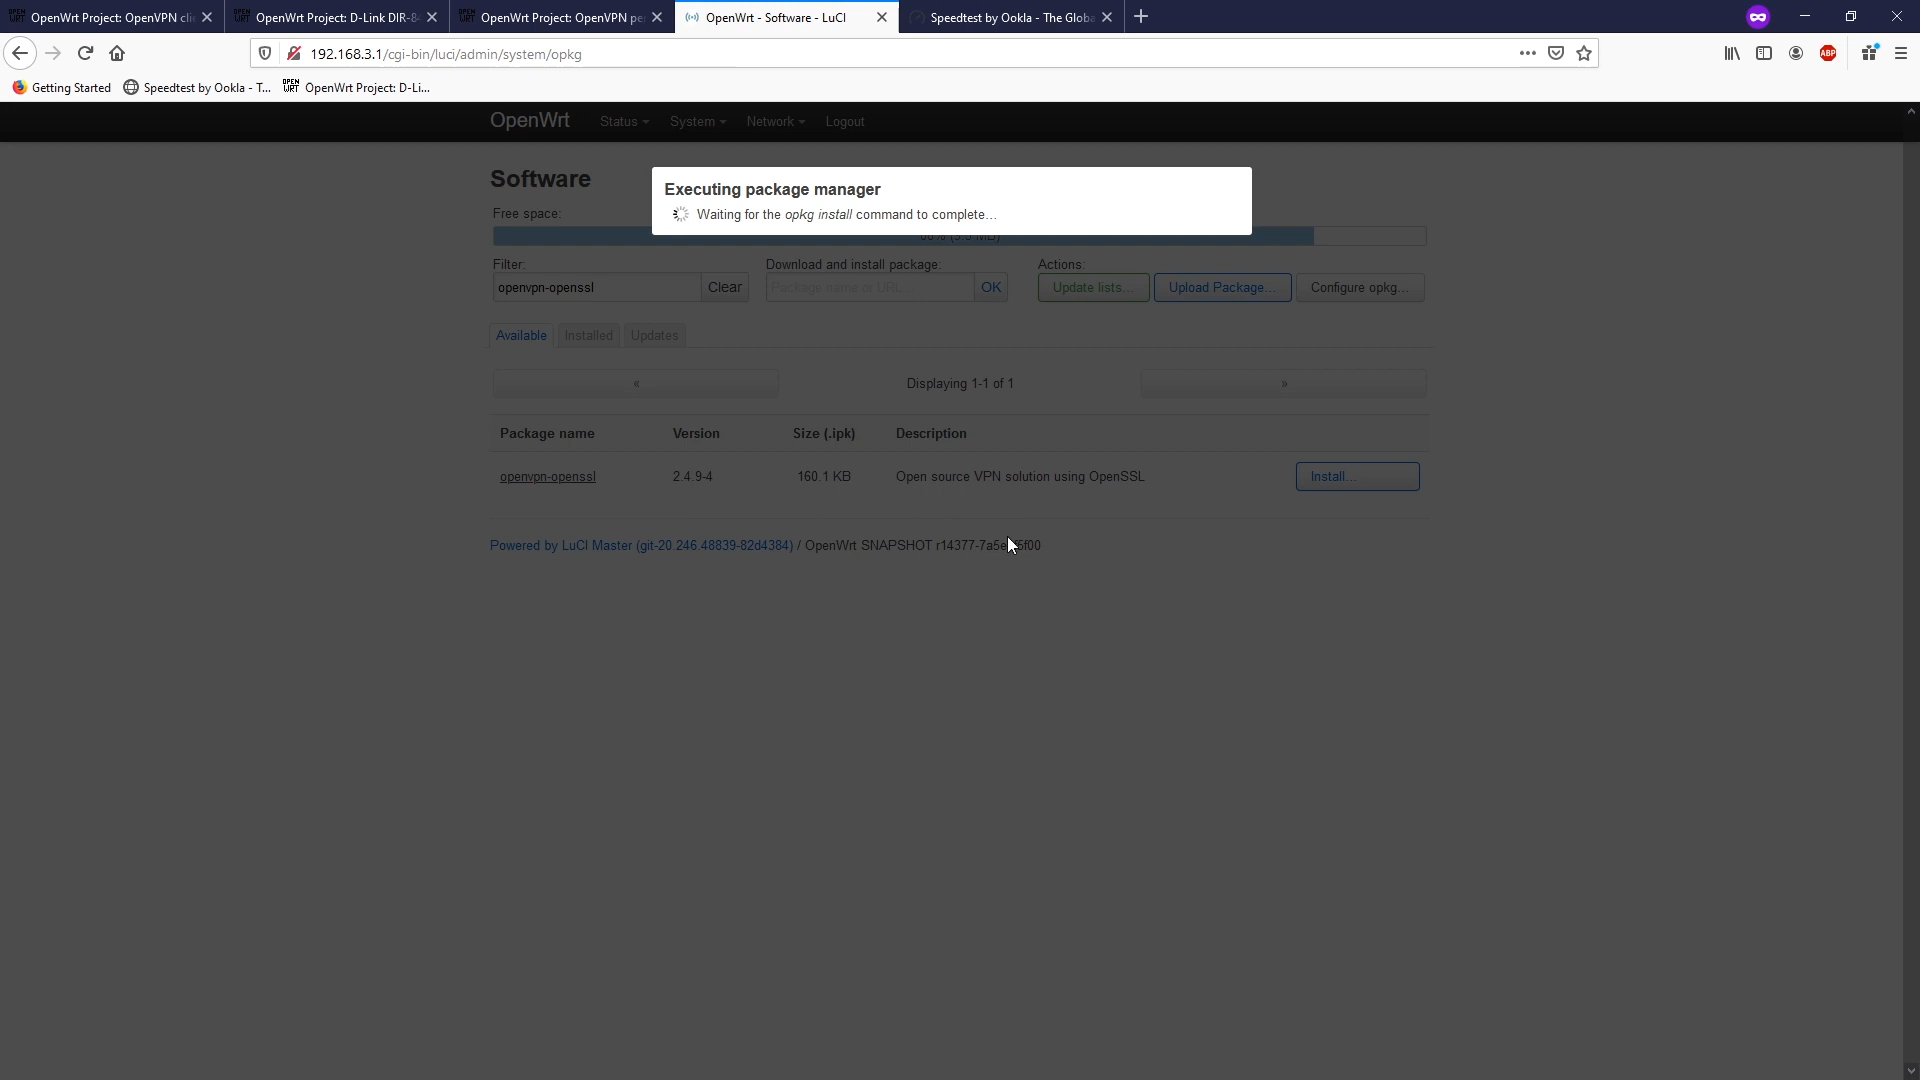 OpenWrt Project: OpenVPN cli
OpenWrt Project: D-Link DIR-8
OpenWrt Project: OpenVPN pe
OpenWrt - Software - LuCI
Speedtest by Ookla - The Globa
192.168.3.1/cgi-bin/luci/admin/system/opkg
ABP
Getting Started
Speedtest by Ookla - T...
OPEN WRT
OpenWrt Project: D-Li...
OpenWrt
Status
System
Network
Logout
Software
Executing package manager
Waiting for the opkg install command to complete...
Free space:
Filter:
Download and install package:
Actions:
openvpn-openssl
Clear
Package name or URL...
OK
Update lists...
Upload Package...
Configure opkg...
Available
Installed
Updates
«
Displaying 1-1 of 1
»
Package name
Version
Size (.ipk)
Description
openvpn-openssl
2.4.9-4
160.1 KB
Open source VPN solution using OpenSSL
Install...
Powered by LuCI Master (git-20.246.48839-82d4384) / OpenWrt SNAPSHOT